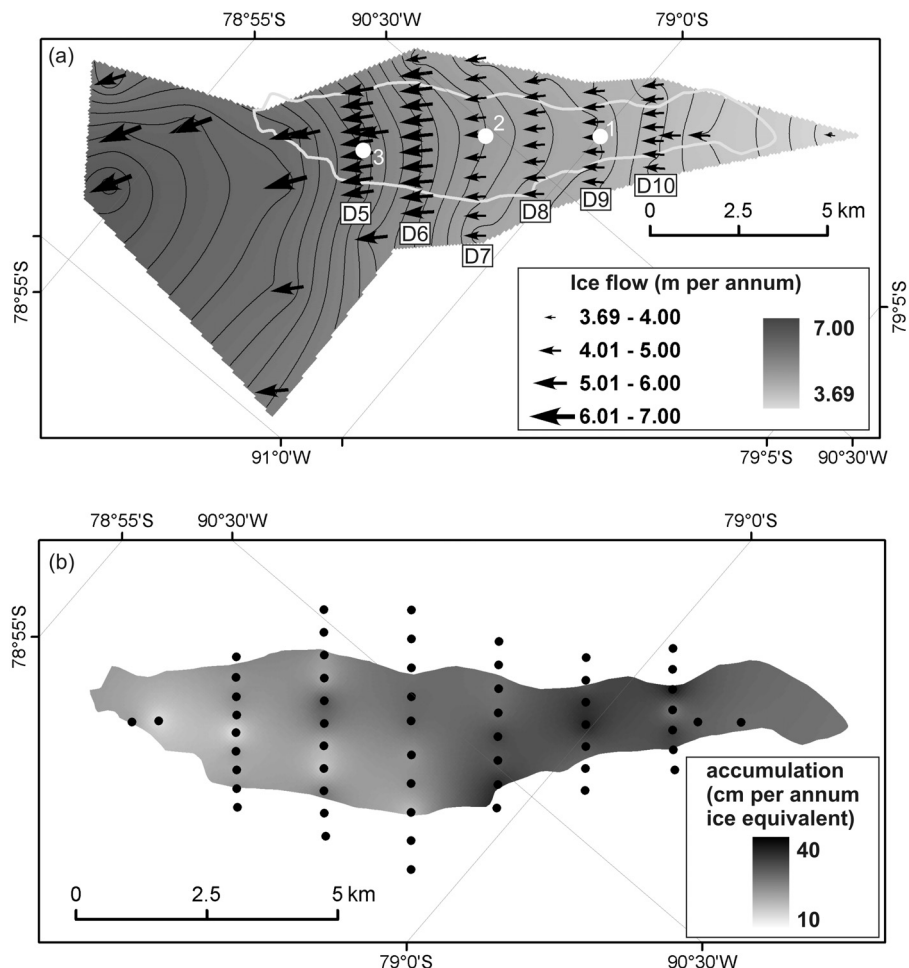 78°55'S
90°30'W
79°0'S
(a)
1
2
3
D5
D6
D7
D8
D9
D10
0
2.5
5 km
78°55'S
79°5'S
Ice flow (m per annum)
3.69 - 4.00
4.01 - 5.00
5.01 - 6.00
6.01 - 7.00
7.00
3.69
91°0'W
79°5'S
90°30'W
78°55'S
90°30'W
79°0'S
(b)
78°55'S
accumulation
(cm per annum
ice equivalent)
40
10
0
2.5
5 km
79°0'S
90°30'W